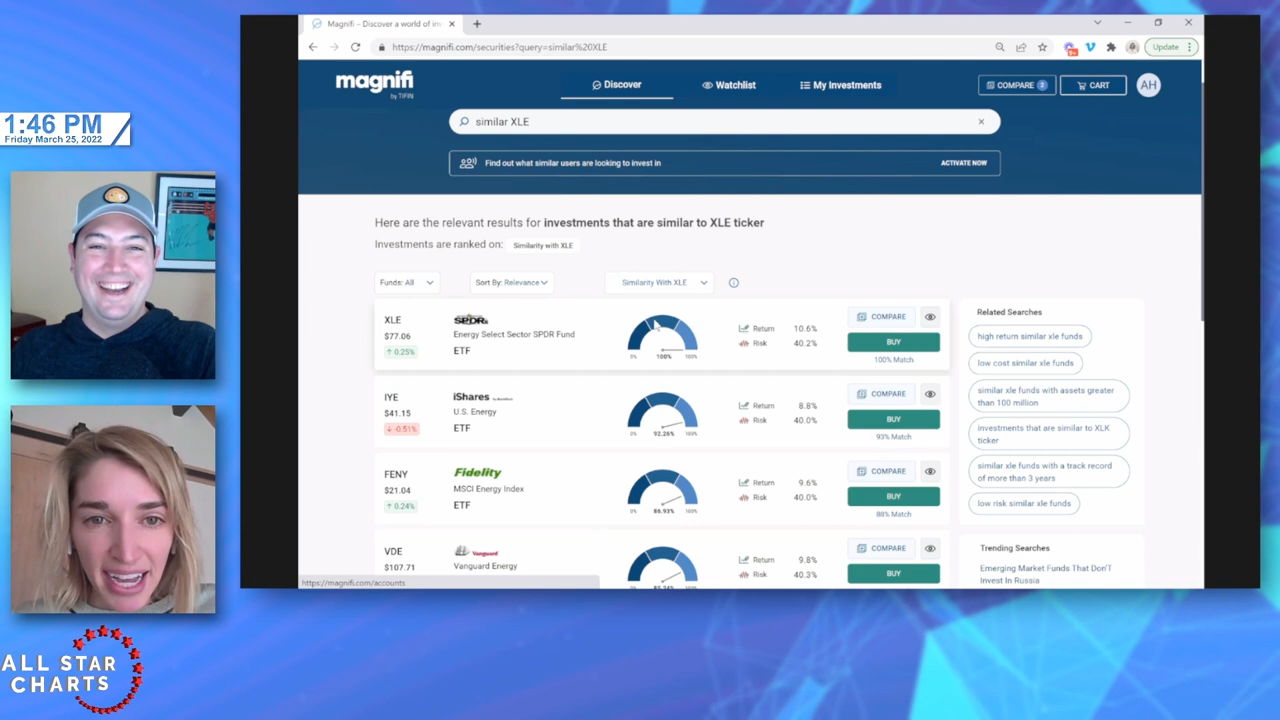 Magnifi – Discover a world of inv
https://magnifi.com/securities?query=similar%20XLE
Update
magnifi
by TIFIN
Discover
Watchlist
My Investments
COMPARE 2
CART
AH
1:46 PM
Friday March 25, 2022
similar XLE
Find out what similar users are looking to invest in
ACTIVATE NOW
Here are the relevant results for investments that are similar to XLE ticker
Investments are ranked on: Similarity with XLE
Funds: All
Sort By: Relevance
Similarity With XLE
XLE
$77.06
↑ 0.25%
SPDR
Energy Select Sector SPDR Fund
ETF
0% 100% 100%
Return 10.6%
Risk 40.2%
COMPARE
BUY
100% Match
IYE
$41.15
↓ -0.51%
iShares
U.S. Energy
ETF
0% 92.26% 100%
Return 8.8%
Risk 40.0%
COMPARE
BUY
93% Match
FENY
$21.04
↑ 0.24%
Fidelity
MSCI Energy Index
ETF
0% 86.93% 100%
Return 9.6%
Risk 40.0%
COMPARE
BUY
88% Match
VDE
$107.71
Vanguard
Vanguard Energy
Return 9.8%
Risk 40.3%
COMPARE
BUY
Related Searches
high return similar xle funds
low cost similar xle funds
similar xle funds with assets greater
than 100 million
investments that are similar to XLK
ticker
similar xle funds with a track record
of more than 3 years
low risk similar xle funds
Trending Searches
Emerging Market Funds That Don'T
Invest In Russia
https://magnifi.com/accounts
ALL STAR
CHARTS